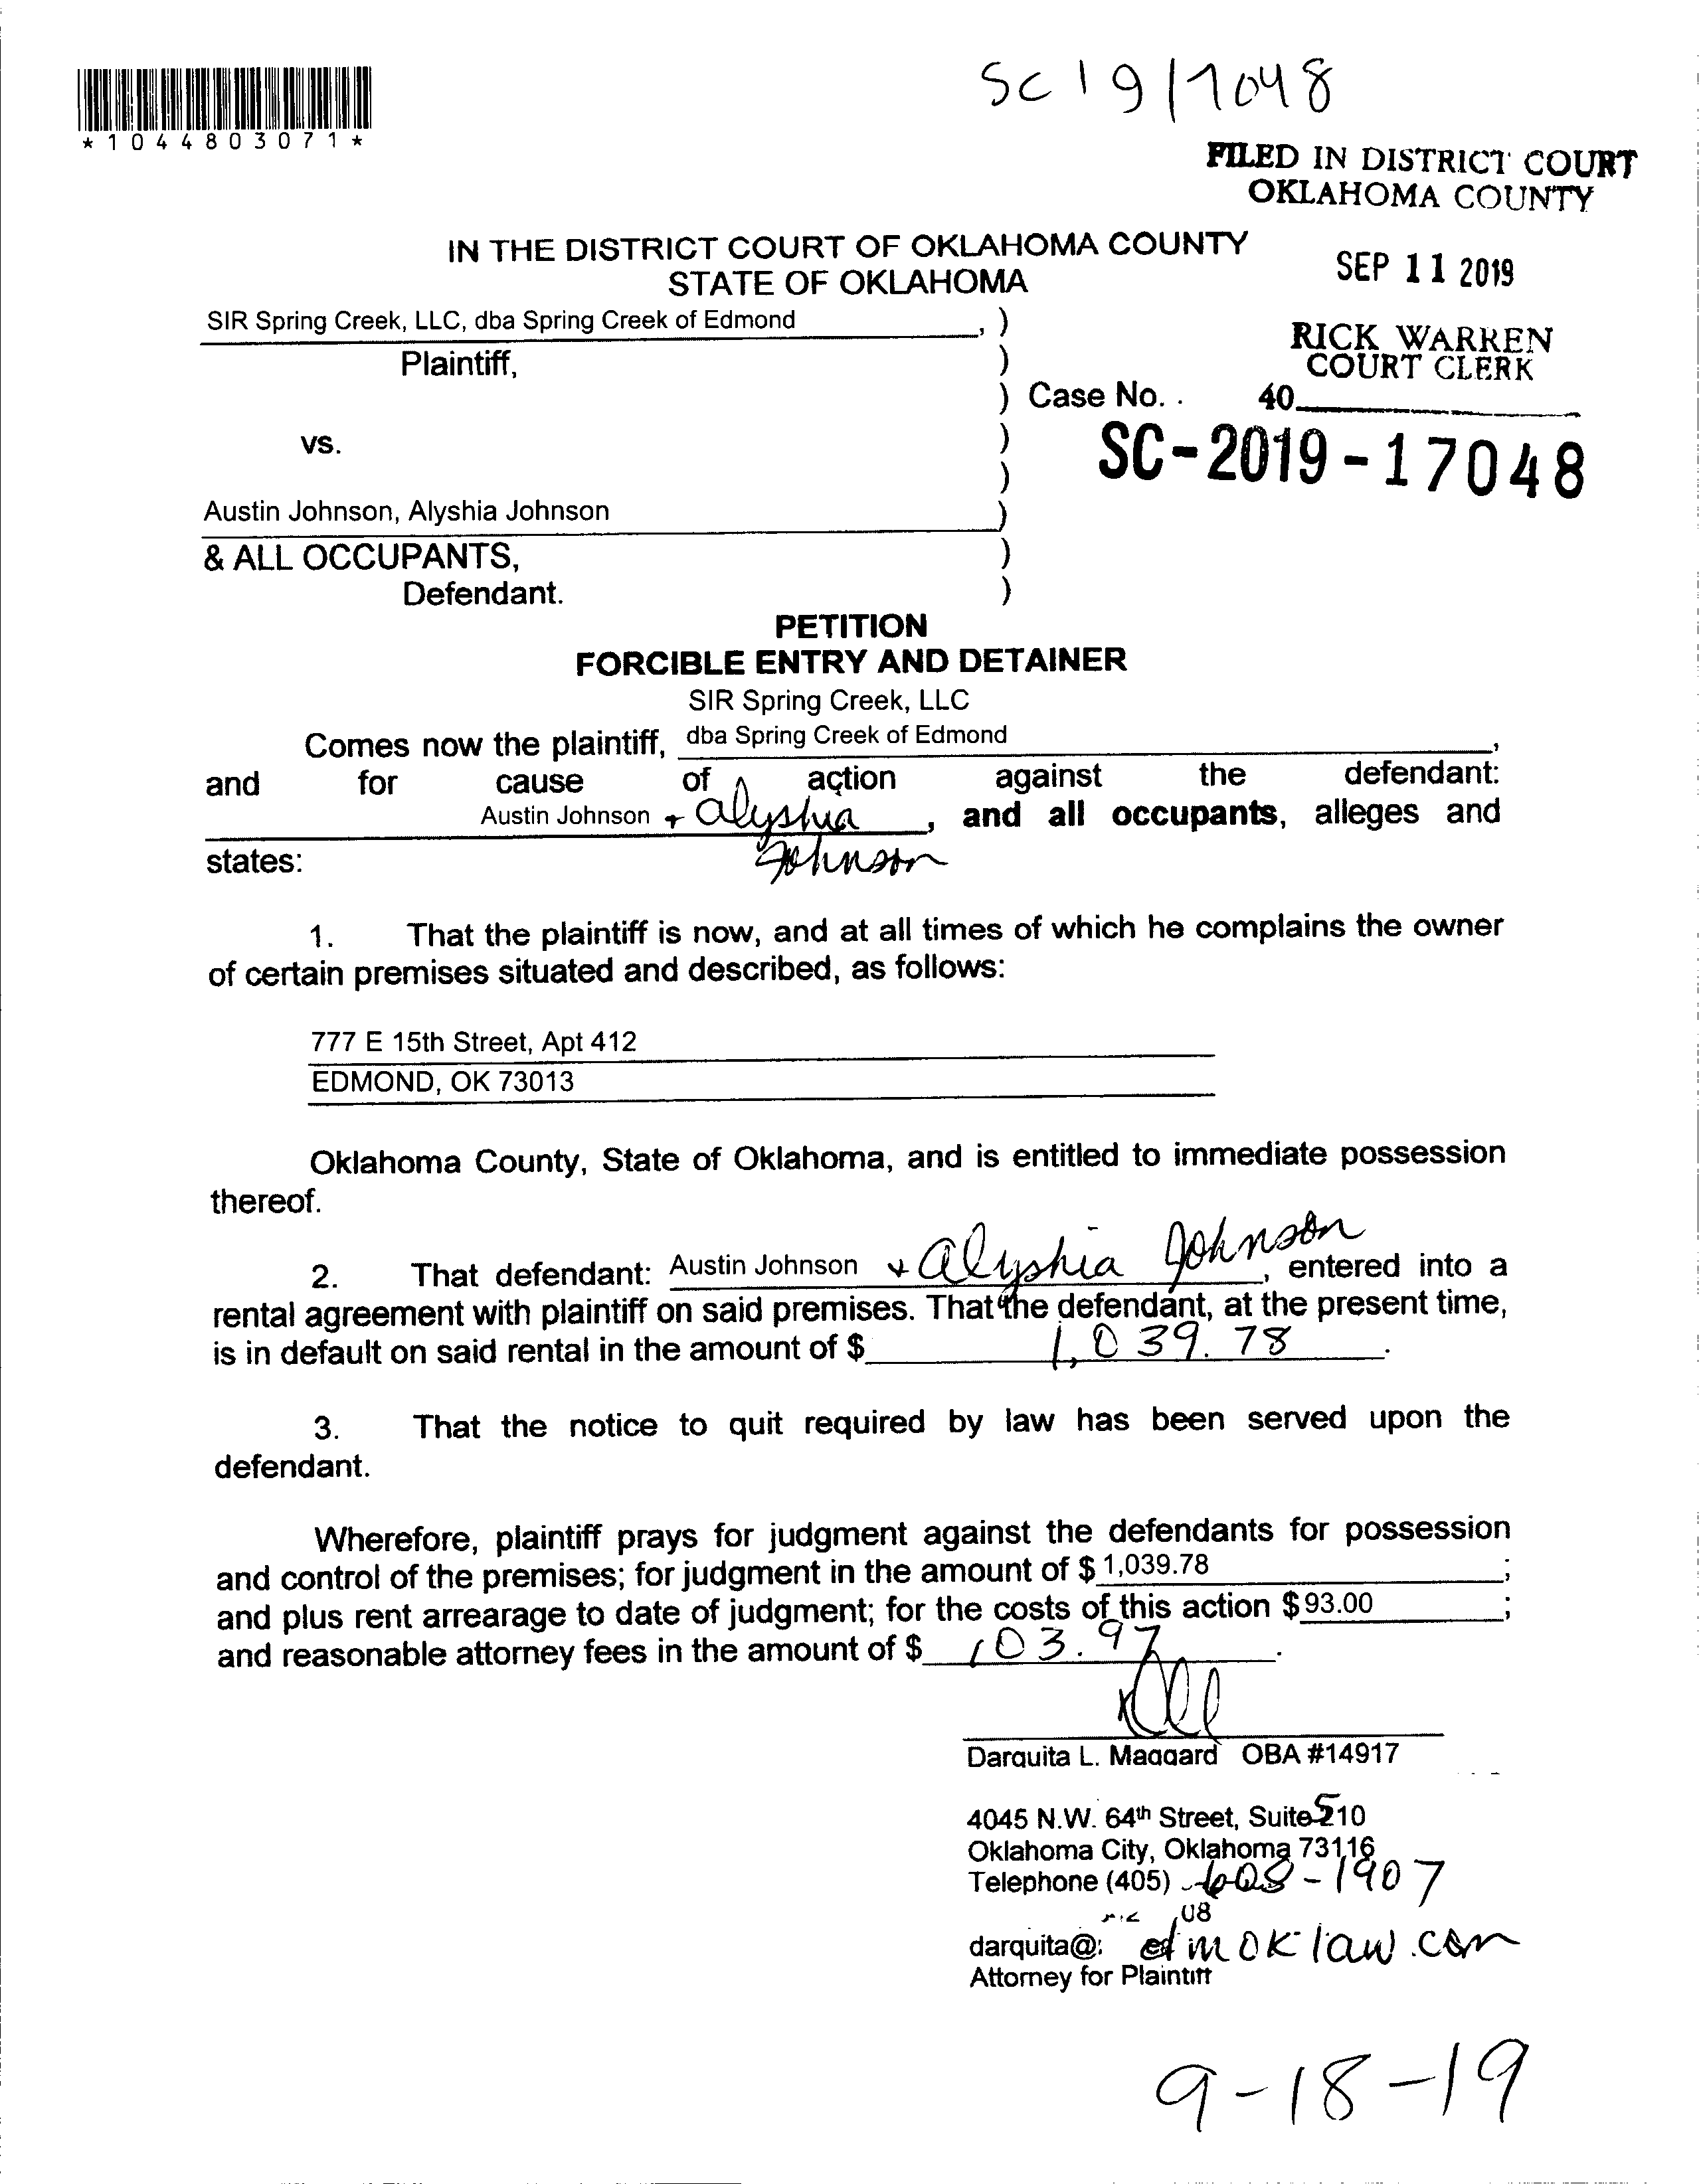 SC 19 17048
*1044803071*
FILED IN DISTRICT COURT
OKLAHOMA COUNTY
IN THE DISTRICT COURT OF OKLAHOMA COUNTY
STATE OF OKLAHOMA
SEP 11 2019
SIR Spring Creek, LLC, dba Spring Creek of Edmond , )
RICK WARREN
COURT CLERK
Plaintiff, )
) Case No. .
40
vs. )
SC-2019-17048
)
Austin Johnson, Alyshia Johnson )
& ALL OCCUPANTS, )
Defendant. )
PETITION
FORCIBLE ENTRY AND DETAINER
SIR Spring Creek, LLC
Comes now the plaintiff, dba Spring Creek of Edmond ,
and for cause of action against the defendant:
Austin Johnson + Alyshia , and all occupants, alleges and
states: Johnson
1. That the plaintiff is now, and at all times of which he complains the owner
of certain premises situated and described, as follows:
777 E 15th Street, Apt 412
EDMOND, OK 73013
Oklahoma County, State of Oklahoma, and is entitled to immediate possession
thereof.
2. That defendant: Austin Johnson + Alyshia Johnson , entered into a
rental agreement with plaintiff on said premises. That the defendant, at the present time,
is in default on said rental in the amount of $ 1,039.78 .
3. That the notice to quit required by law has been served upon the
defendant.
Wherefore, plaintiff prays for judgment against the defendants for possession
and control of the premises; for judgment in the amount of $ 1,039.78 ;
and plus rent arrearage to date of judgment; for the costs of this action $ 93.00 ;
and reasonable attorney fees in the amount of $ 103.97 .
Darquita L. Maggard OBA #14917
4045 N.W. 64th Street, Suite 510
Oklahoma City, Oklahoma 73116
Telephone (405) 608-1907
08
darquita@: edmoklaw.com
Attorney for Plaintiff
9-18-19